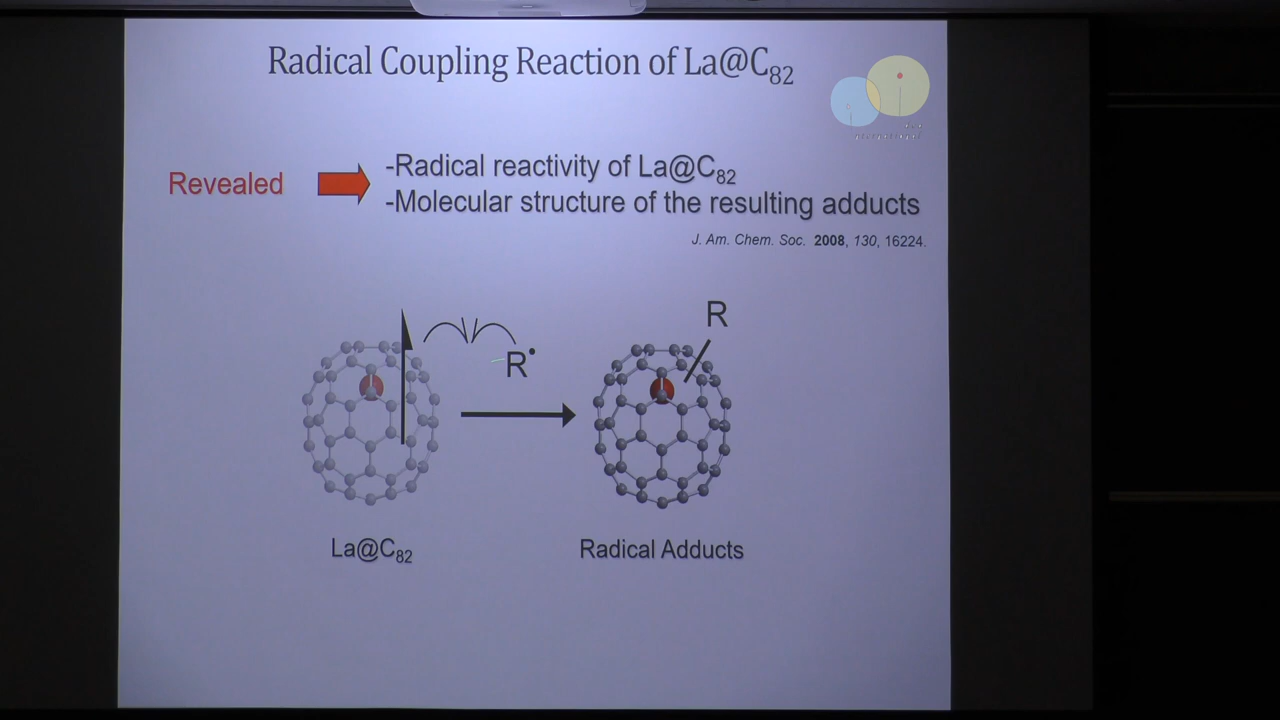 Radical Coupling Reaction of La@C₈₂
Revealed
-Radical reactivity of La@C₈₂
-Molecular structure of the resulting adducts
J. Am. Chem. Soc. 2008, 130, 16224.
R
R•
La@C₈₂
Radical Adducts